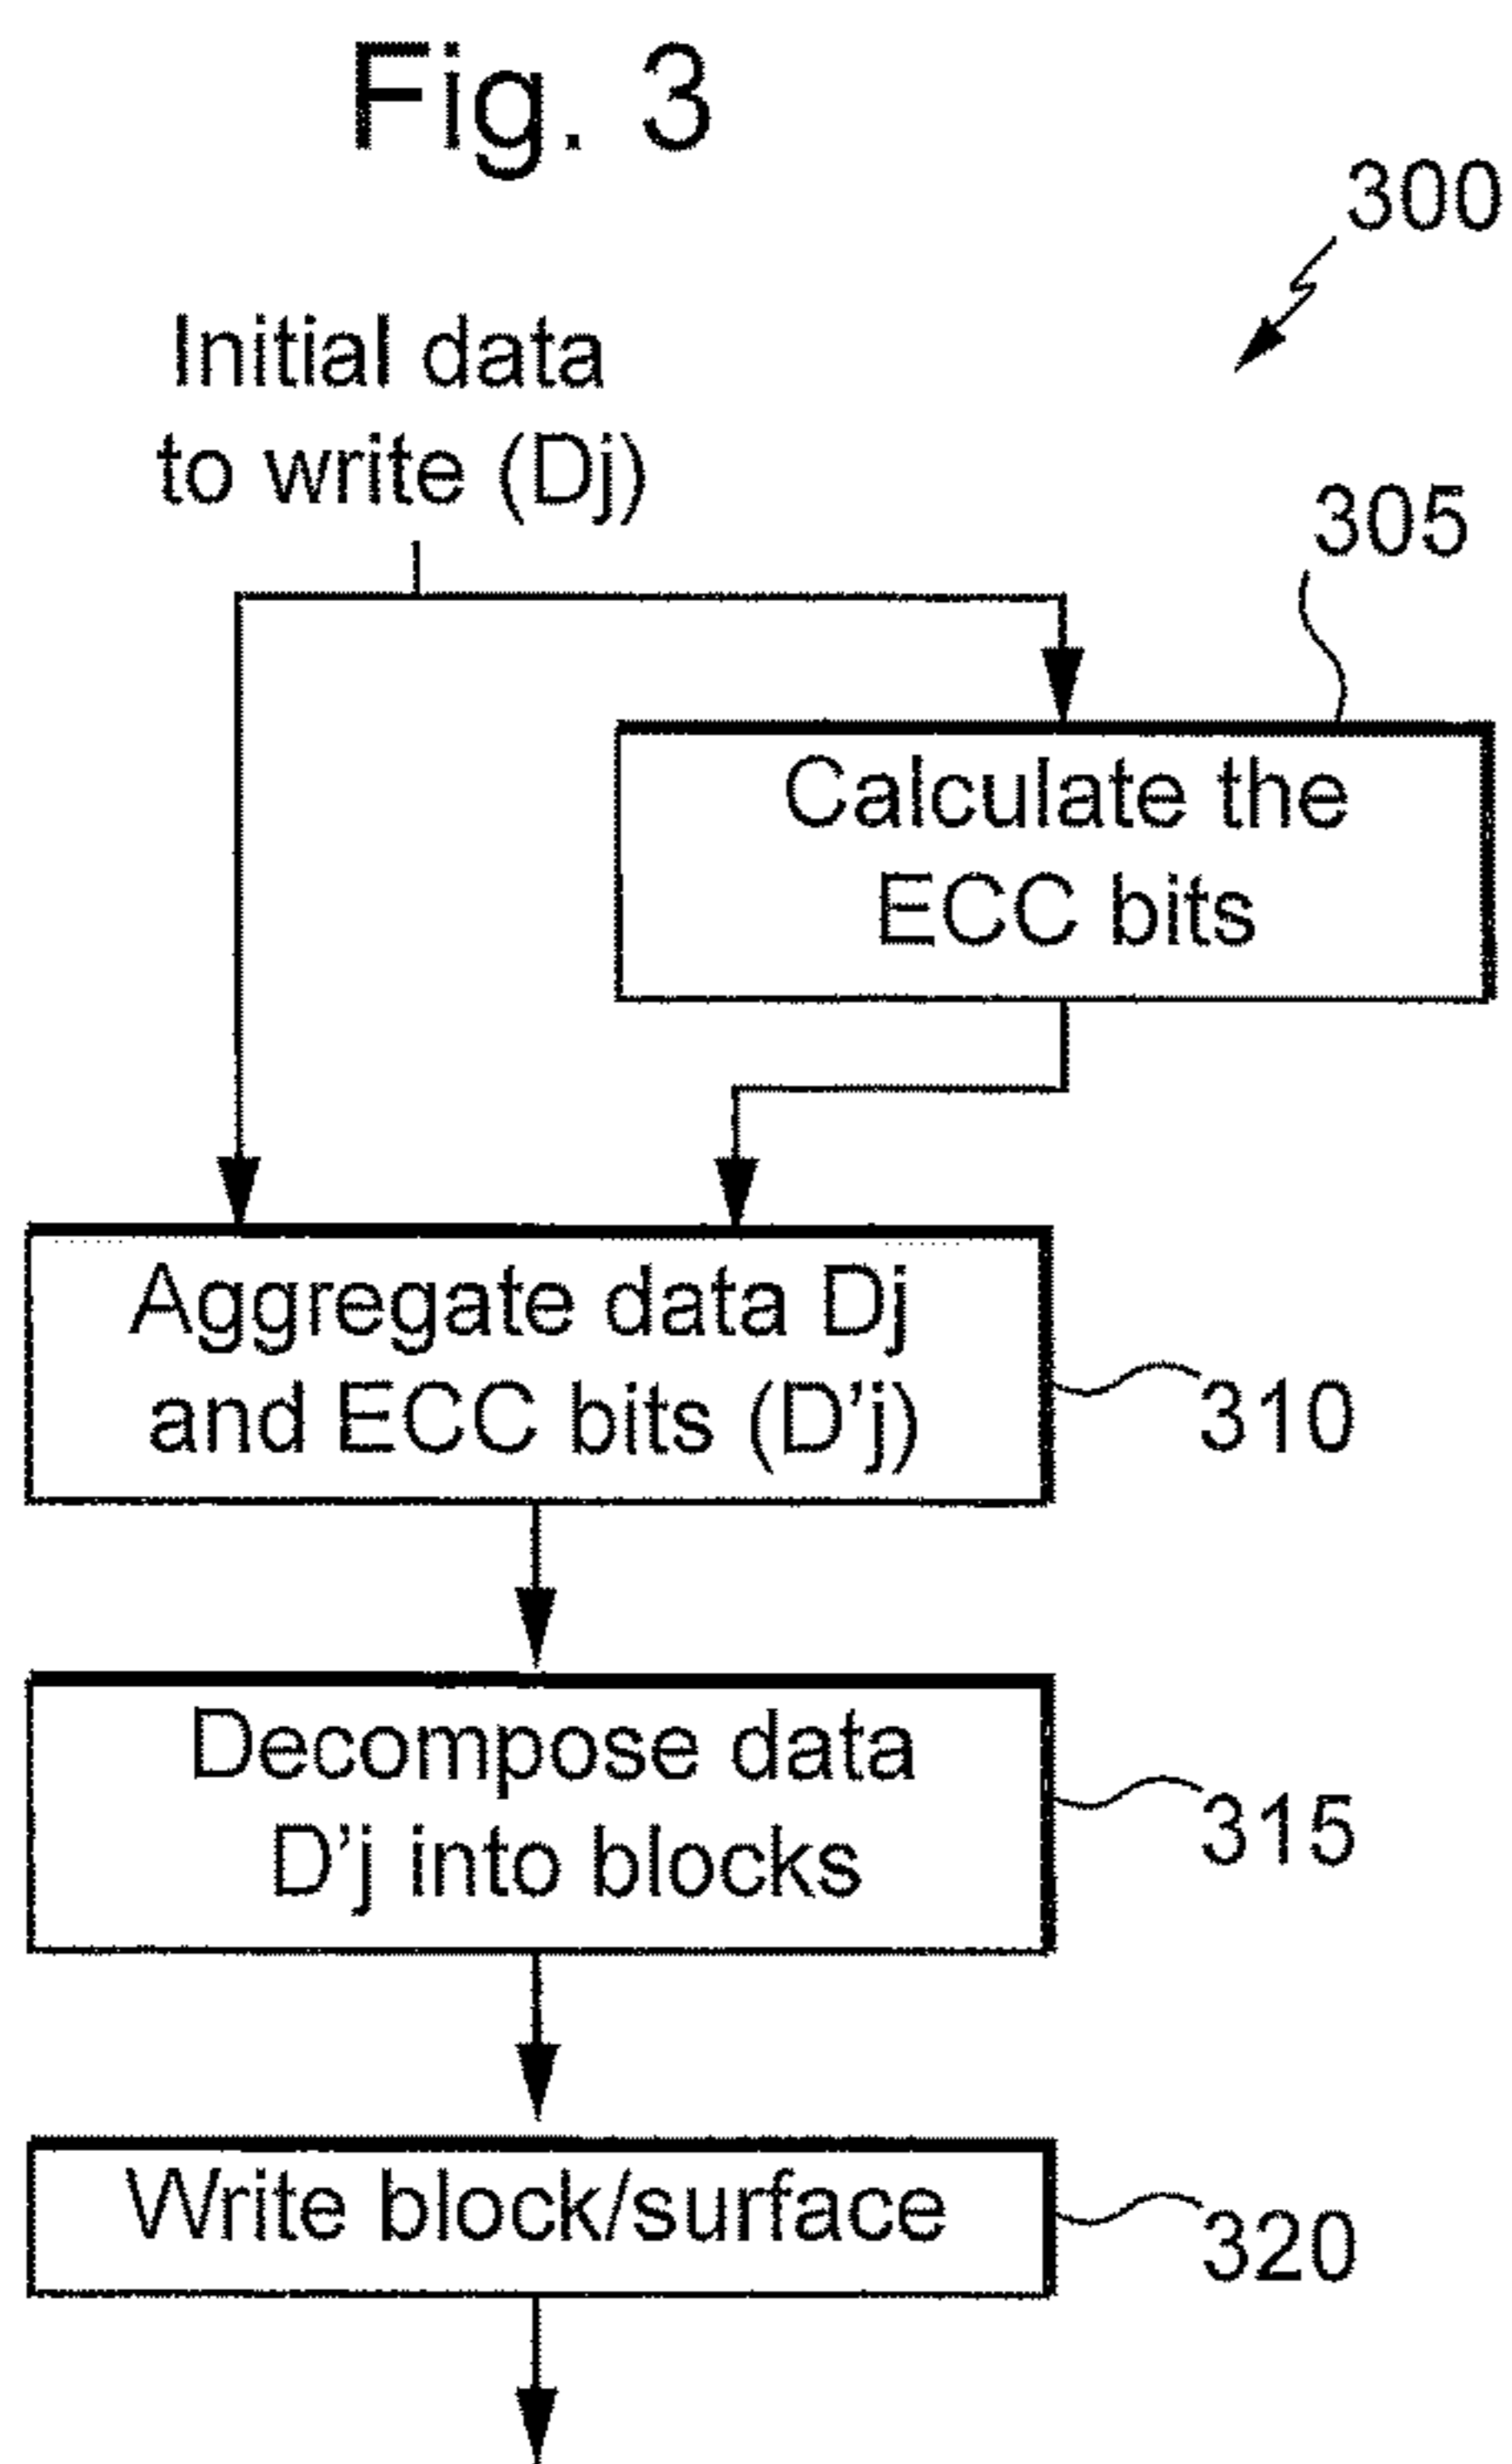 Fig. 3
300
Initial data
to write (Dj)
305
Calculate the
ECC bits
Aggregate data Dj
and ECC bits (D'j)
310
Decompose data
D'j into blocks
315
Write block/surface
320